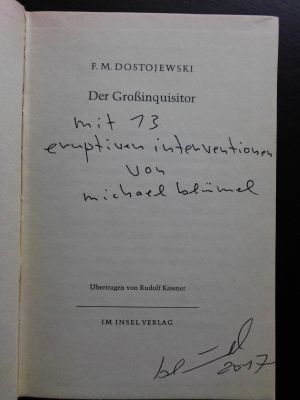 F. M. DOSTOJEWSKI
Der Großinquisitor
mit 13
eruptiven interventionen
von
michael blümel
Übertragen von Rudolf Kassner
IM INSEL VERLAG
2017